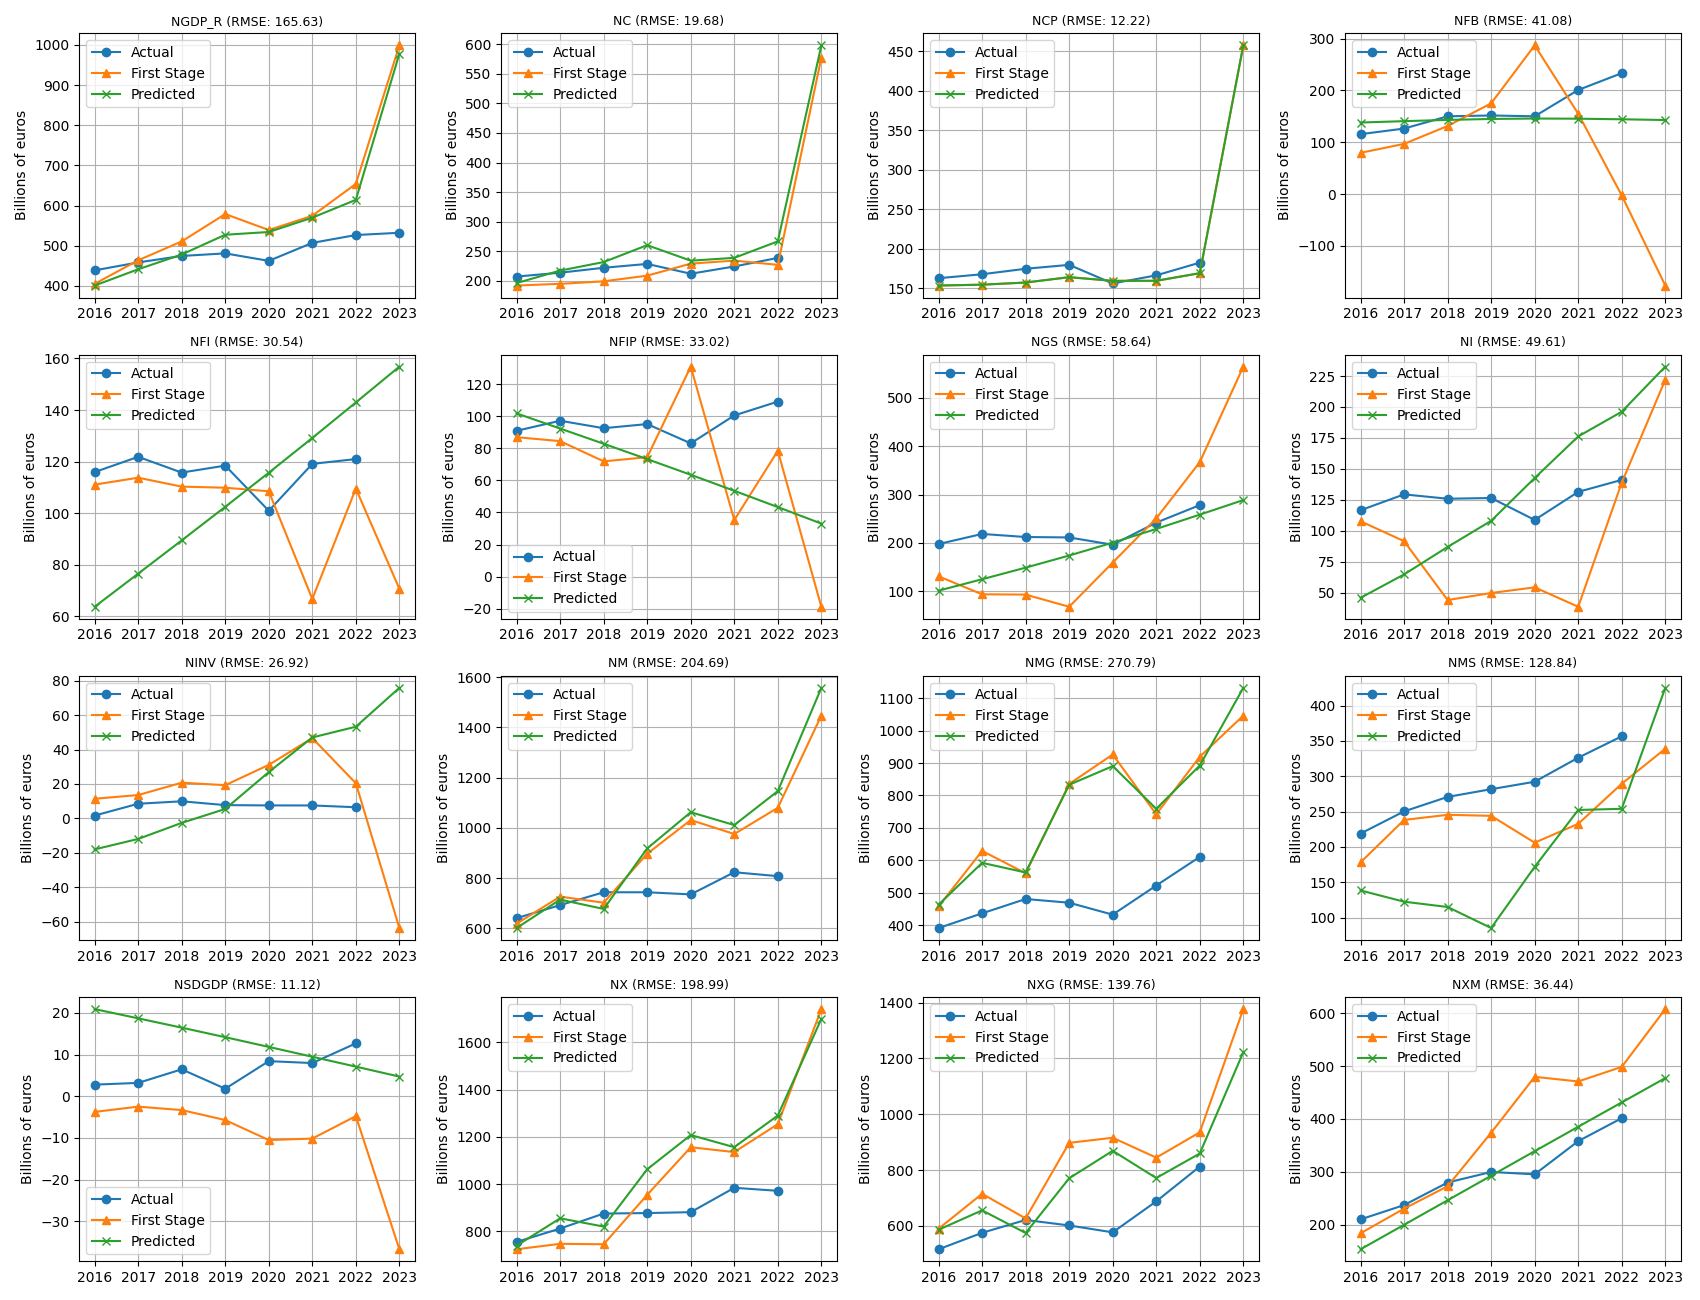 NGDP_R (RMSE: 165.63)
Billions of euros
1000
900
800
700
600
500
400
Actual
First Stage
Predicted
2016 2017 2018 2019 2020 2021 2022 2023
NC (RMSE: 19.68)
Billions of euros
600
550
500
450
400
350
300
250
200
Actual
First Stage
Predicted
2016 2017 2018 2019 2020 2021 2022 2023
NCP (RMSE: 12.22)
Billions of euros
450
400
350
300
250
200
150
Actual
First Stage
Predicted
2016 2017 2018 2019 2020 2021 2022 2023
NFB (RMSE: 41.08)
Billions of euros
300
200
100
0
−100
Actual
First Stage
Predicted
2016 2017 2018 2019 2020 2021 2022 2023
NFI (RMSE: 30.54)
Billions of euros
160
140
120
100
80
60
Actual
First Stage
Predicted
2016 2017 2018 2019 2020 2021 2022 2023
NFIP (RMSE: 33.02)
Billions of euros
120
100
80
60
40
20
0
−20
Actual
First Stage
Predicted
2016 2017 2018 2019 2020 2021 2022 2023
NGS (RMSE: 58.64)
Billions of euros
500
400
300
200
100
Actual
First Stage
Predicted
2016 2017 2018 2019 2020 2021 2022 2023
NI (RMSE: 49.61)
Billions of euros
225
200
175
150
125
100
75
50
Actual
First Stage
Predicted
2016 2017 2018 2019 2020 2021 2022 2023
NINV (RMSE: 26.92)
Billions of euros
80
60
40
20
0
−20
−40
−60
Actual
First Stage
Predicted
2016 2017 2018 2019 2020 2021 2022 2023
NM (RMSE: 204.69)
Billions of euros
1600
1400
1200
1000
800
600
Actual
First Stage
Predicted
2016 2017 2018 2019 2020 2021 2022 2023
NMG (RMSE: 270.79)
Billions of euros
1100
1000
900
800
700
600
500
400
Actual
First Stage
Predicted
2016 2017 2018 2019 2020 2021 2022 2023
NMS (RMSE: 128.84)
Billions of euros
400
350
300
250
200
150
100
Actual
First Stage
Predicted
2016 2017 2018 2019 2020 2021 2022 2023
NSDGDP (RMSE: 11.12)
Billions of euros
20
10
0
−10
−20
−30
Actual
First Stage
Predicted
2016 2017 2018 2019 2020 2021 2022 2023
NX (RMSE: 198.99)
Billions of euros
1600
1400
1200
1000
800
Actual
First Stage
Predicted
2016 2017 2018 2019 2020 2021 2022 2023
NXG (RMSE: 139.76)
Billions of euros
1400
1200
1000
800
600
Actual
First Stage
Predicted
2016 2017 2018 2019 2020 2021 2022 2023
NXM (RMSE: 36.44)
Billions of euros
600
500
400
300
200
Actual
First Stage
Predicted
2016 2017 2018 2019 2020 2021 2022 2023